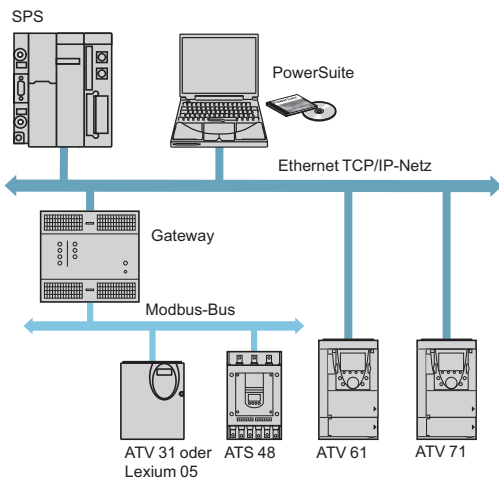 SPS
PowerSuite
Ethernet TCP/IP-Netz
Gateway
Modbus-Bus
ATV 31 oder
Lexium 05
ATS 48
ATV 61
ATV 71